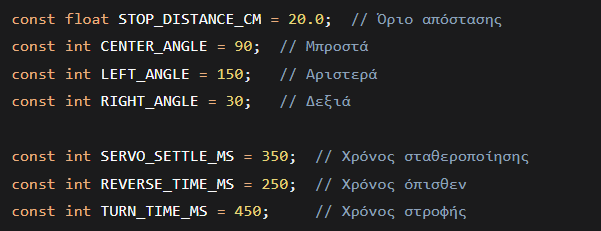 const float STOP_DISTANCE_CM = 20.0;  // Όριο απόστασης
const int CENTER_ANGLE = 90;  // Μπροστά
const int LEFT_ANGLE = 150;   // Αριστερά
const int RIGHT_ANGLE = 30;   // Δεξιά

const int SERVO_SETTLE_MS = 350;  // Χρόνος σταθεροποίησης
const int REVERSE_TIME_MS = 250;  // Χρόνος όπισθεν
const int TURN_TIME_MS = 450;     // Χρόνος στροφής